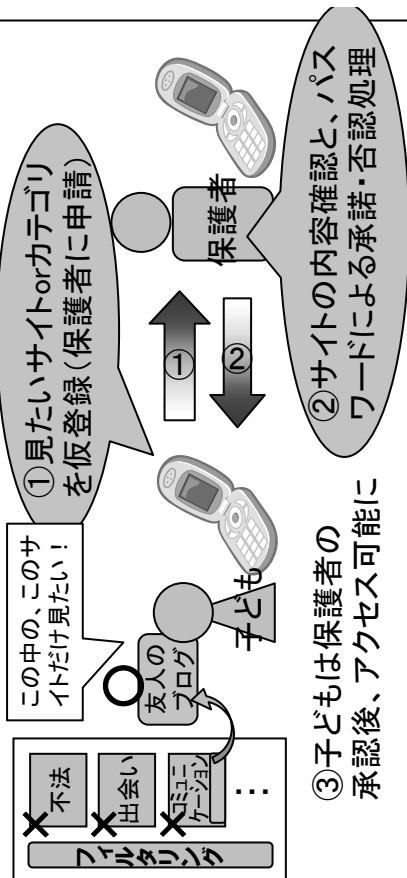 フィルタリング
不法
出会い
コミュニ
ケーション
…
この中の、このサ
イトだけ見たい!
友人の
ブログ
子ども
①見たいサイトorカテゴリ
を仮登録(保護者に申請)
①
②
保護者
②サイトの内容確認と、パス
ワードによる承諾・否認処理
③子どもは保護者の
承認後、アクセス可能に